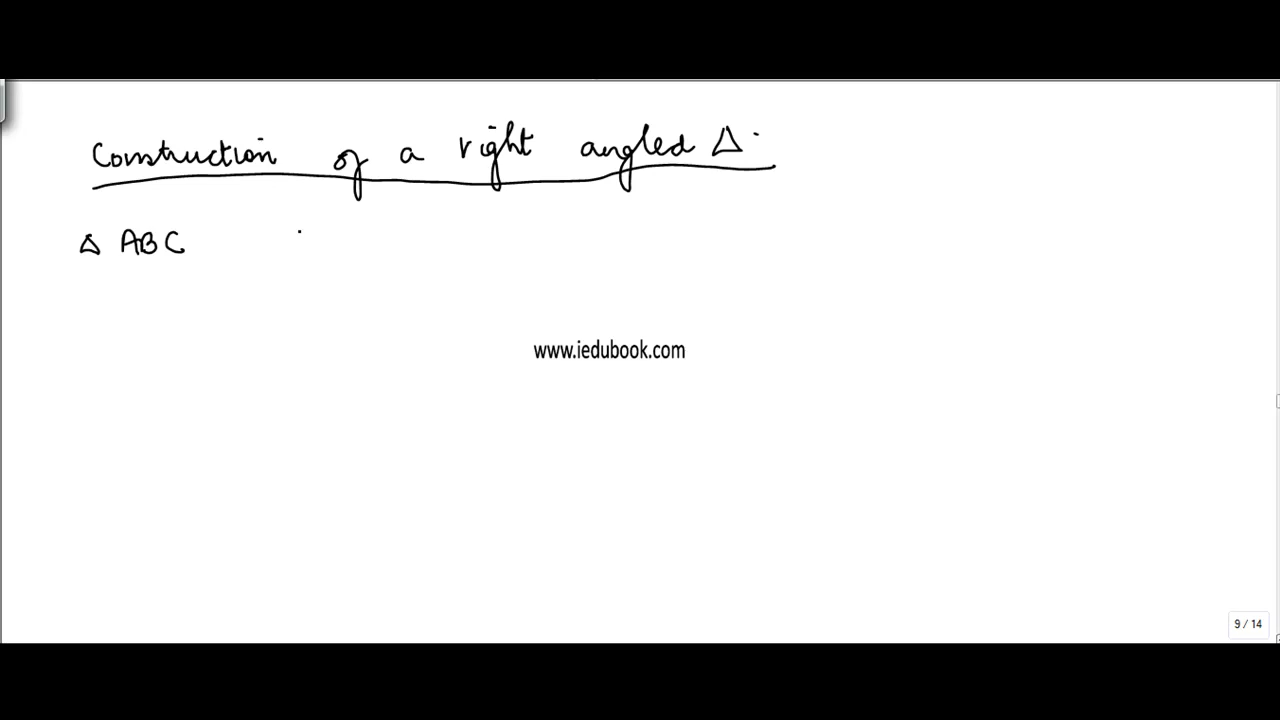 Construction of a right angled Δ.
Δ ABC
www.iedubook.com
9 / 14